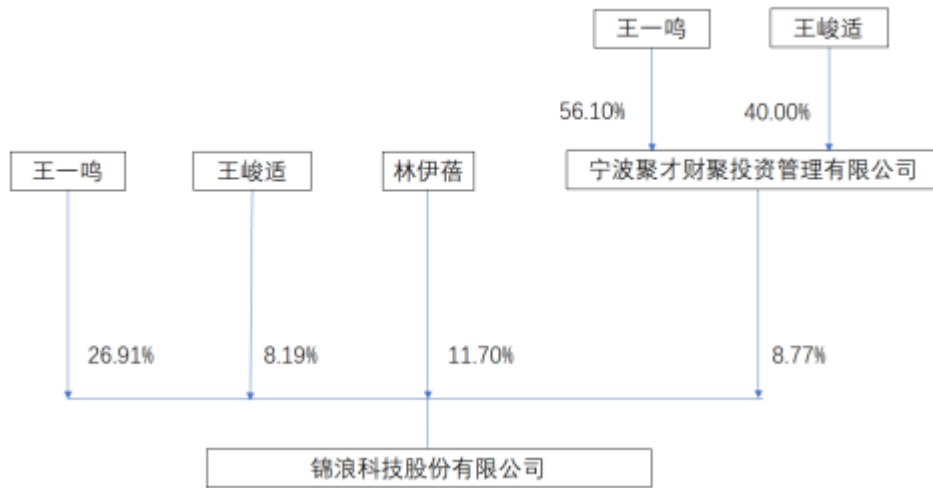 王一鸣 王峻适
56.10% 40.00%
王一鸣 王峻适 林伊蓓 宁波聚才财聚投资管理有限公司
26.91% 8.19% 11.70% 8.77%
锦浪科技股份有限公司